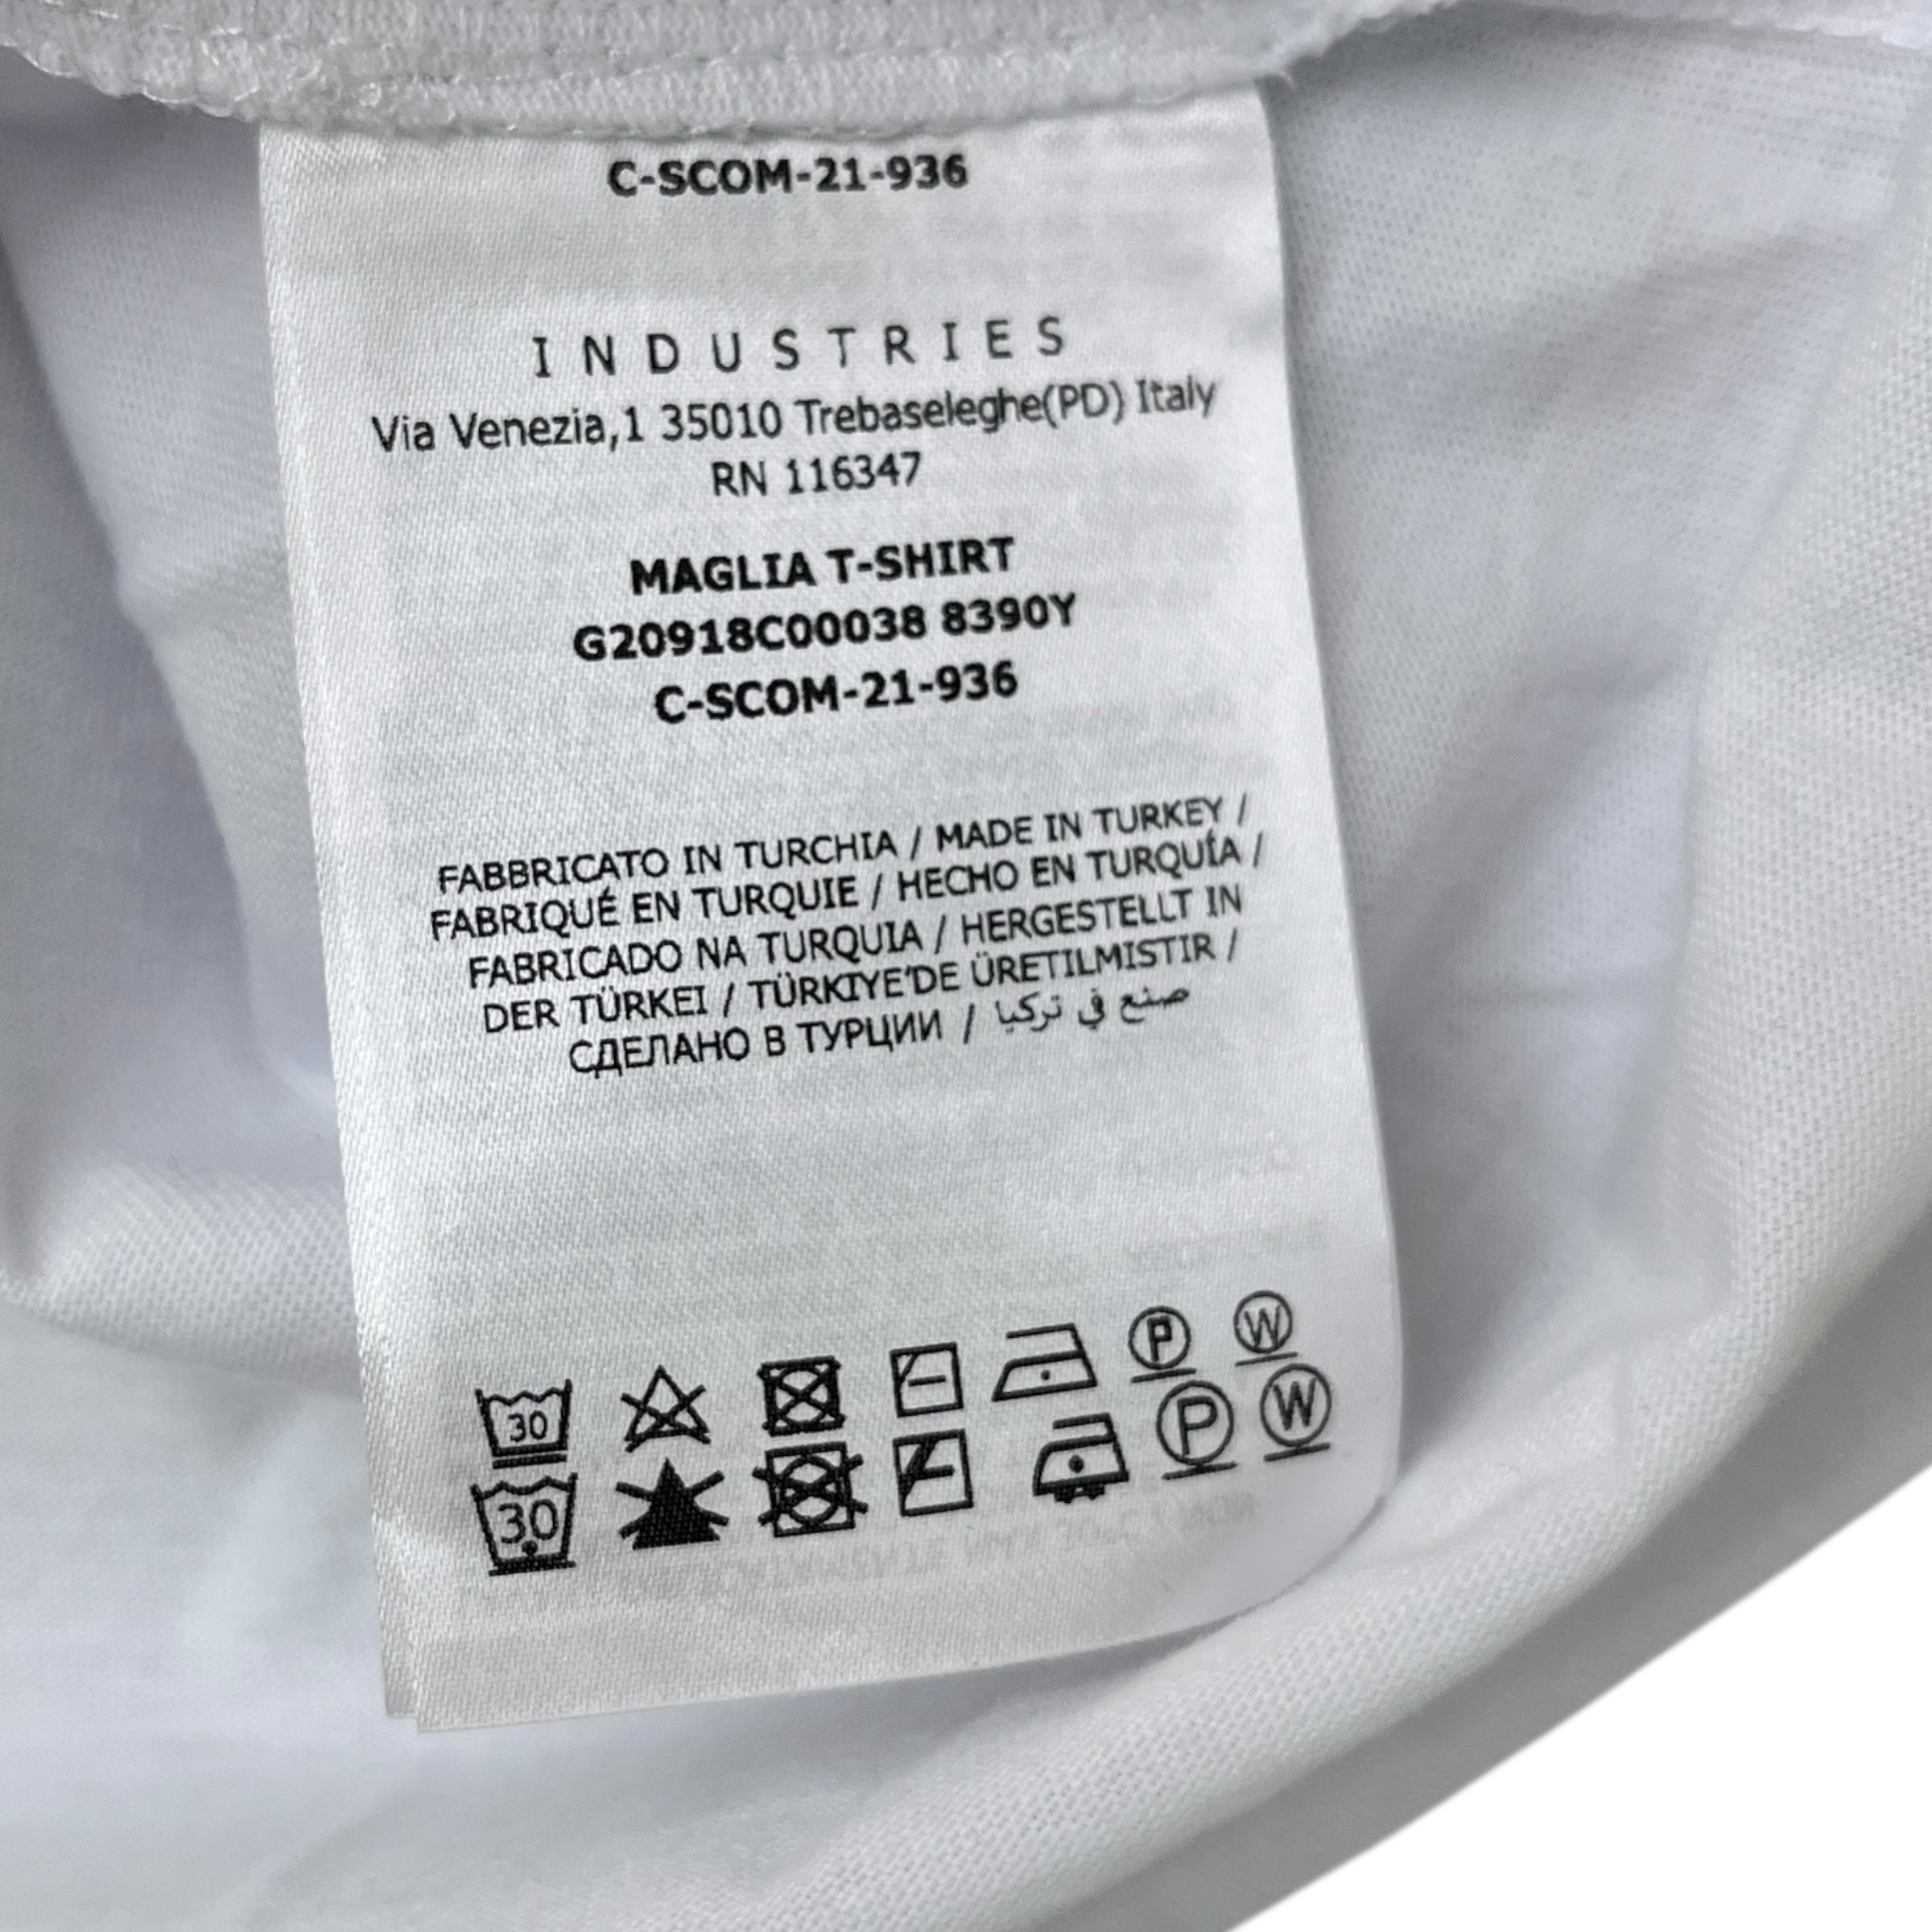 C-SCOM-21-936
INDUSTRIES
Via Venezia,1 35010 Trebaseleghe(PD) Italy
RN 116347
MAGLIA T-SHIRT
G20918C00038 8390Y
C-SCOM-21-936
FABBRICATO IN TURCHIA / MADE IN TURKEY /
FABRIQUÉ EN TURQUIE / HECHO EN TURQUÍA /
FABRICADO NA TURQUIA / HERGESTELLT IN
DER TÜRKEI / TÜRKIYE'DE ÜRETILMISTIR /
СДЕЛАНО В ТУРЦИИ / صنع في تركيا
30 P W
30 P W